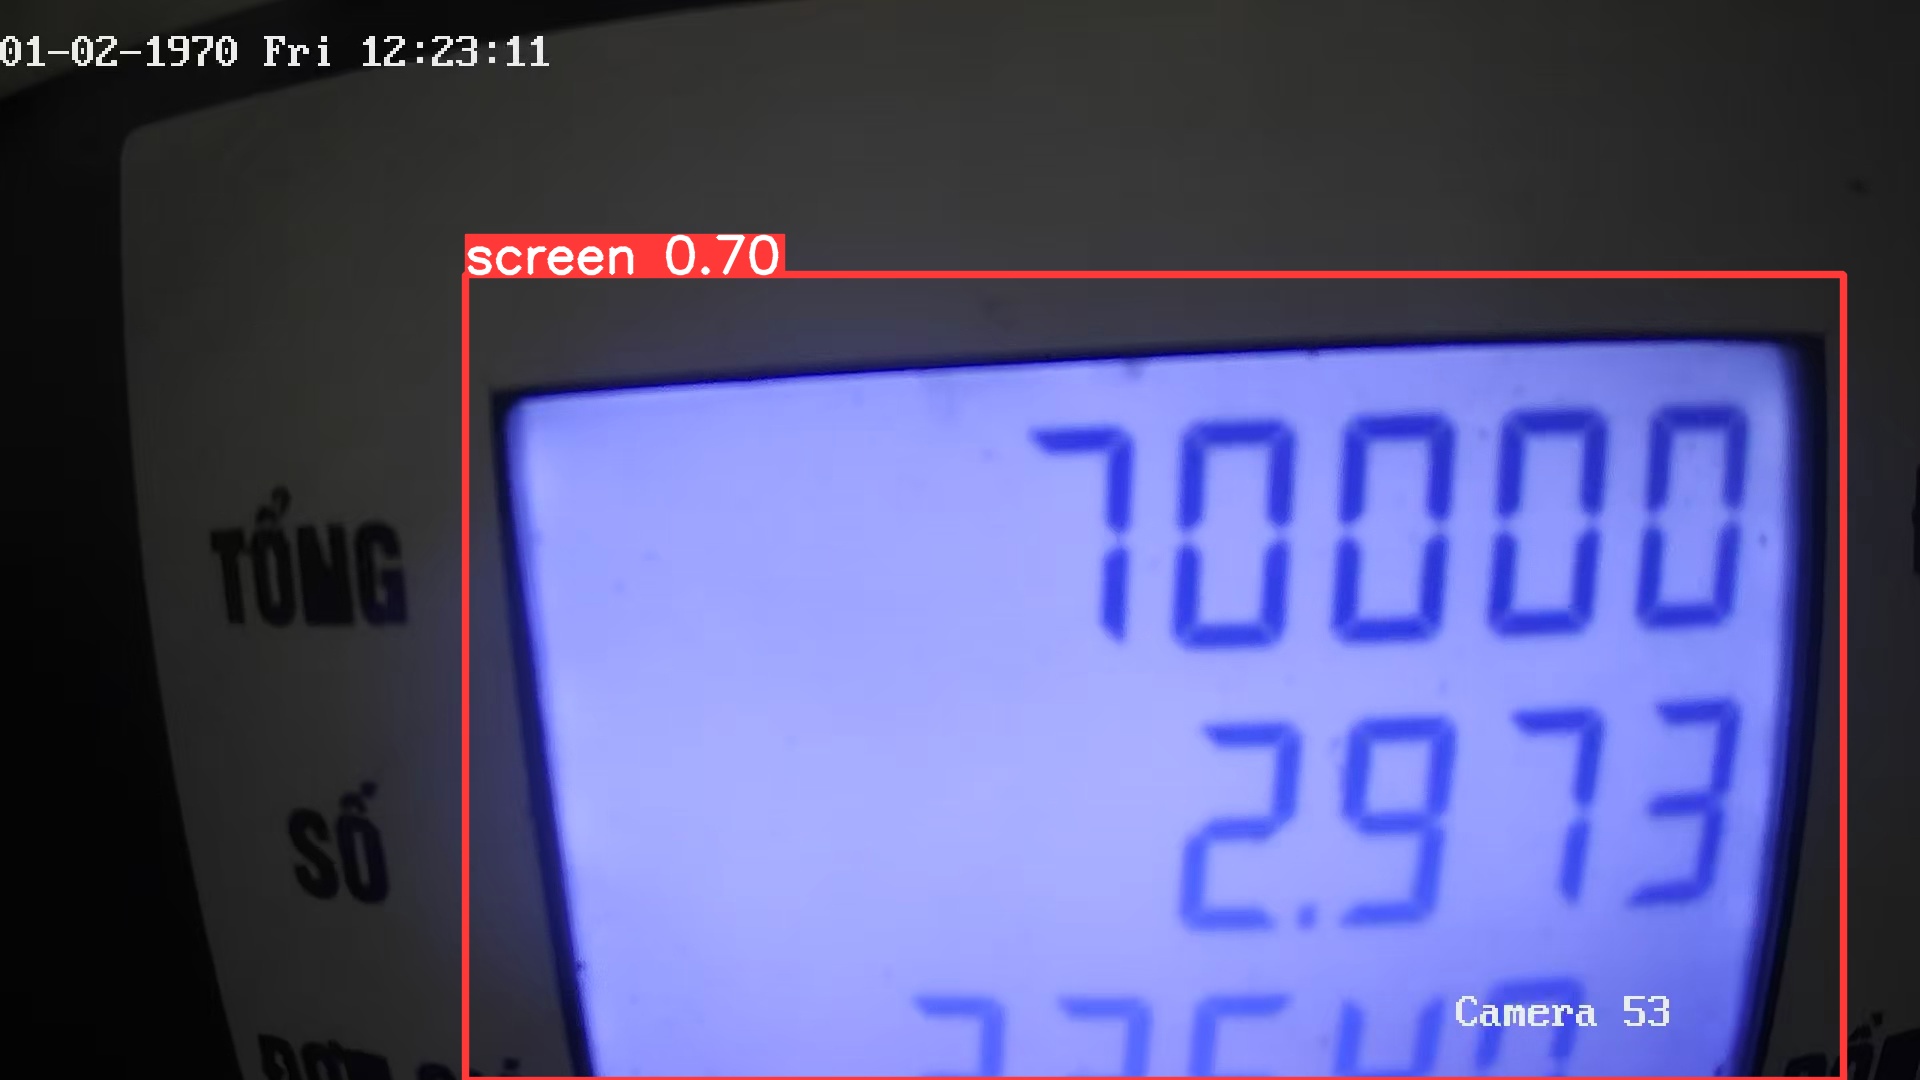 01-02-1970 Fri 12:23:11
screen 0.70
TỔNG 70000
SỐ 2.973
Camera 53